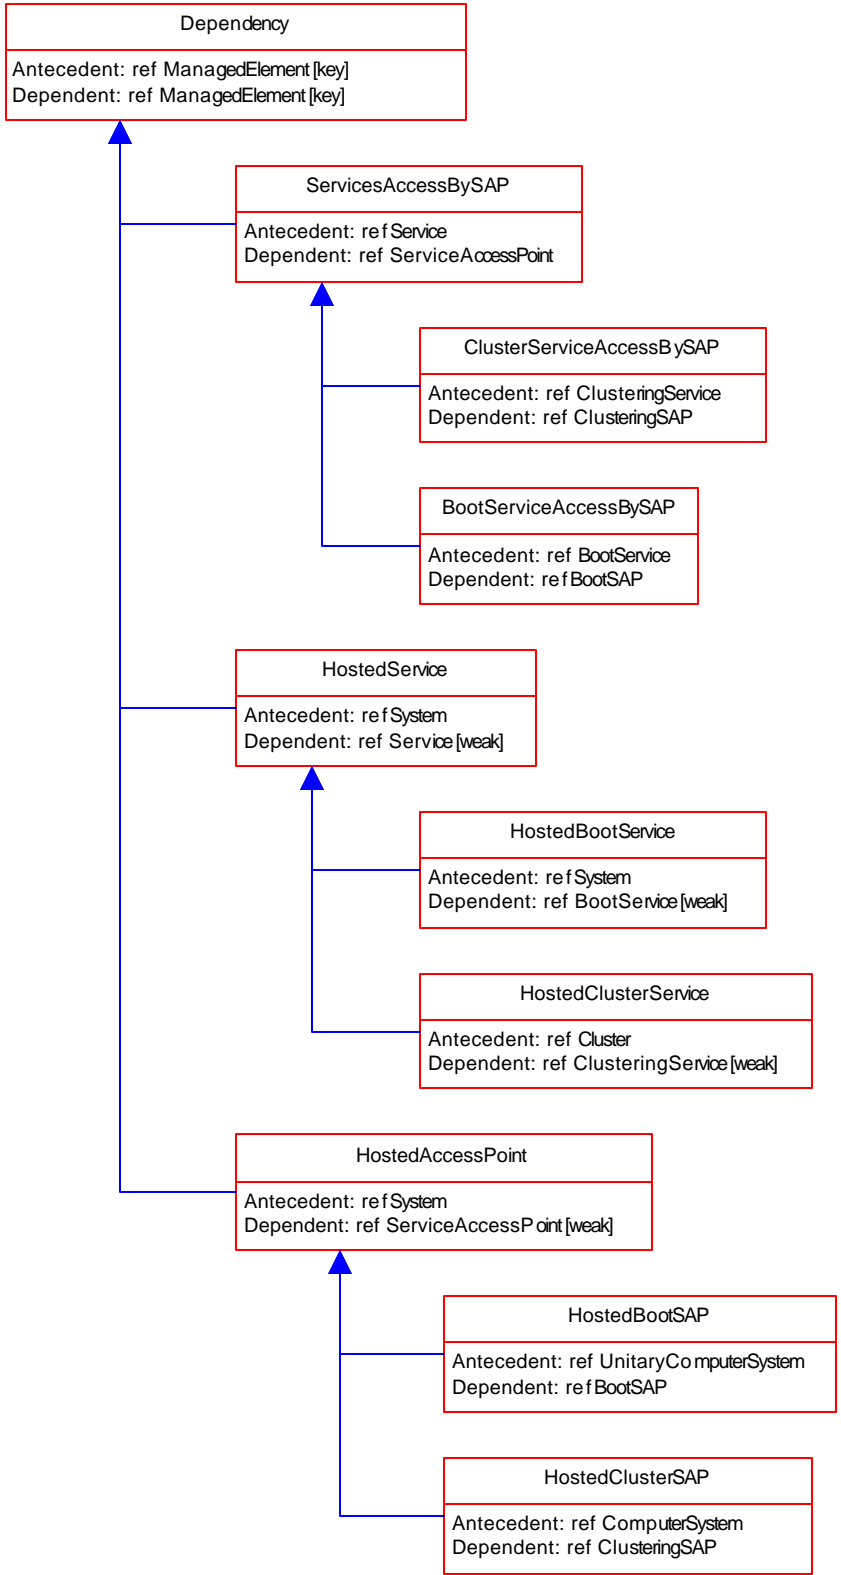 Dependency
Antecedent: ref ManagedElement [key]
Dependent: ref ManagedElement [key]
ServicesAccessBySAP
Antecedent: ref Service
Dependent: ref ServiceAccessPoint
ClusterServiceAccessBySAP
Antecedent: ref ClusteringService
Dependent: ref ClusteringSAP
BootServiceAccessBySAP
Antecedent: ref BootService
Dependent: ref BootSAP
HostedService
Antecedent: ref System
Dependent: ref Service [weak]
HostedBootService
Antecedent: ref System
Dependent: ref BootService [weak]
HostedClusterService
Antecedent: ref Cluster
Dependent: ref ClusteringService [weak]
HostedAccessPoint
Antecedent: ref System
Dependent: ref ServiceAccessPoint [weak]
HostedBootSAP
Antecedent: ref UnitaryComputerSystem
Dependent: ref BootSAP
HostedClusterSAP
Antecedent: ref ComputerSystem
Dependent: ref ClusteringSAP